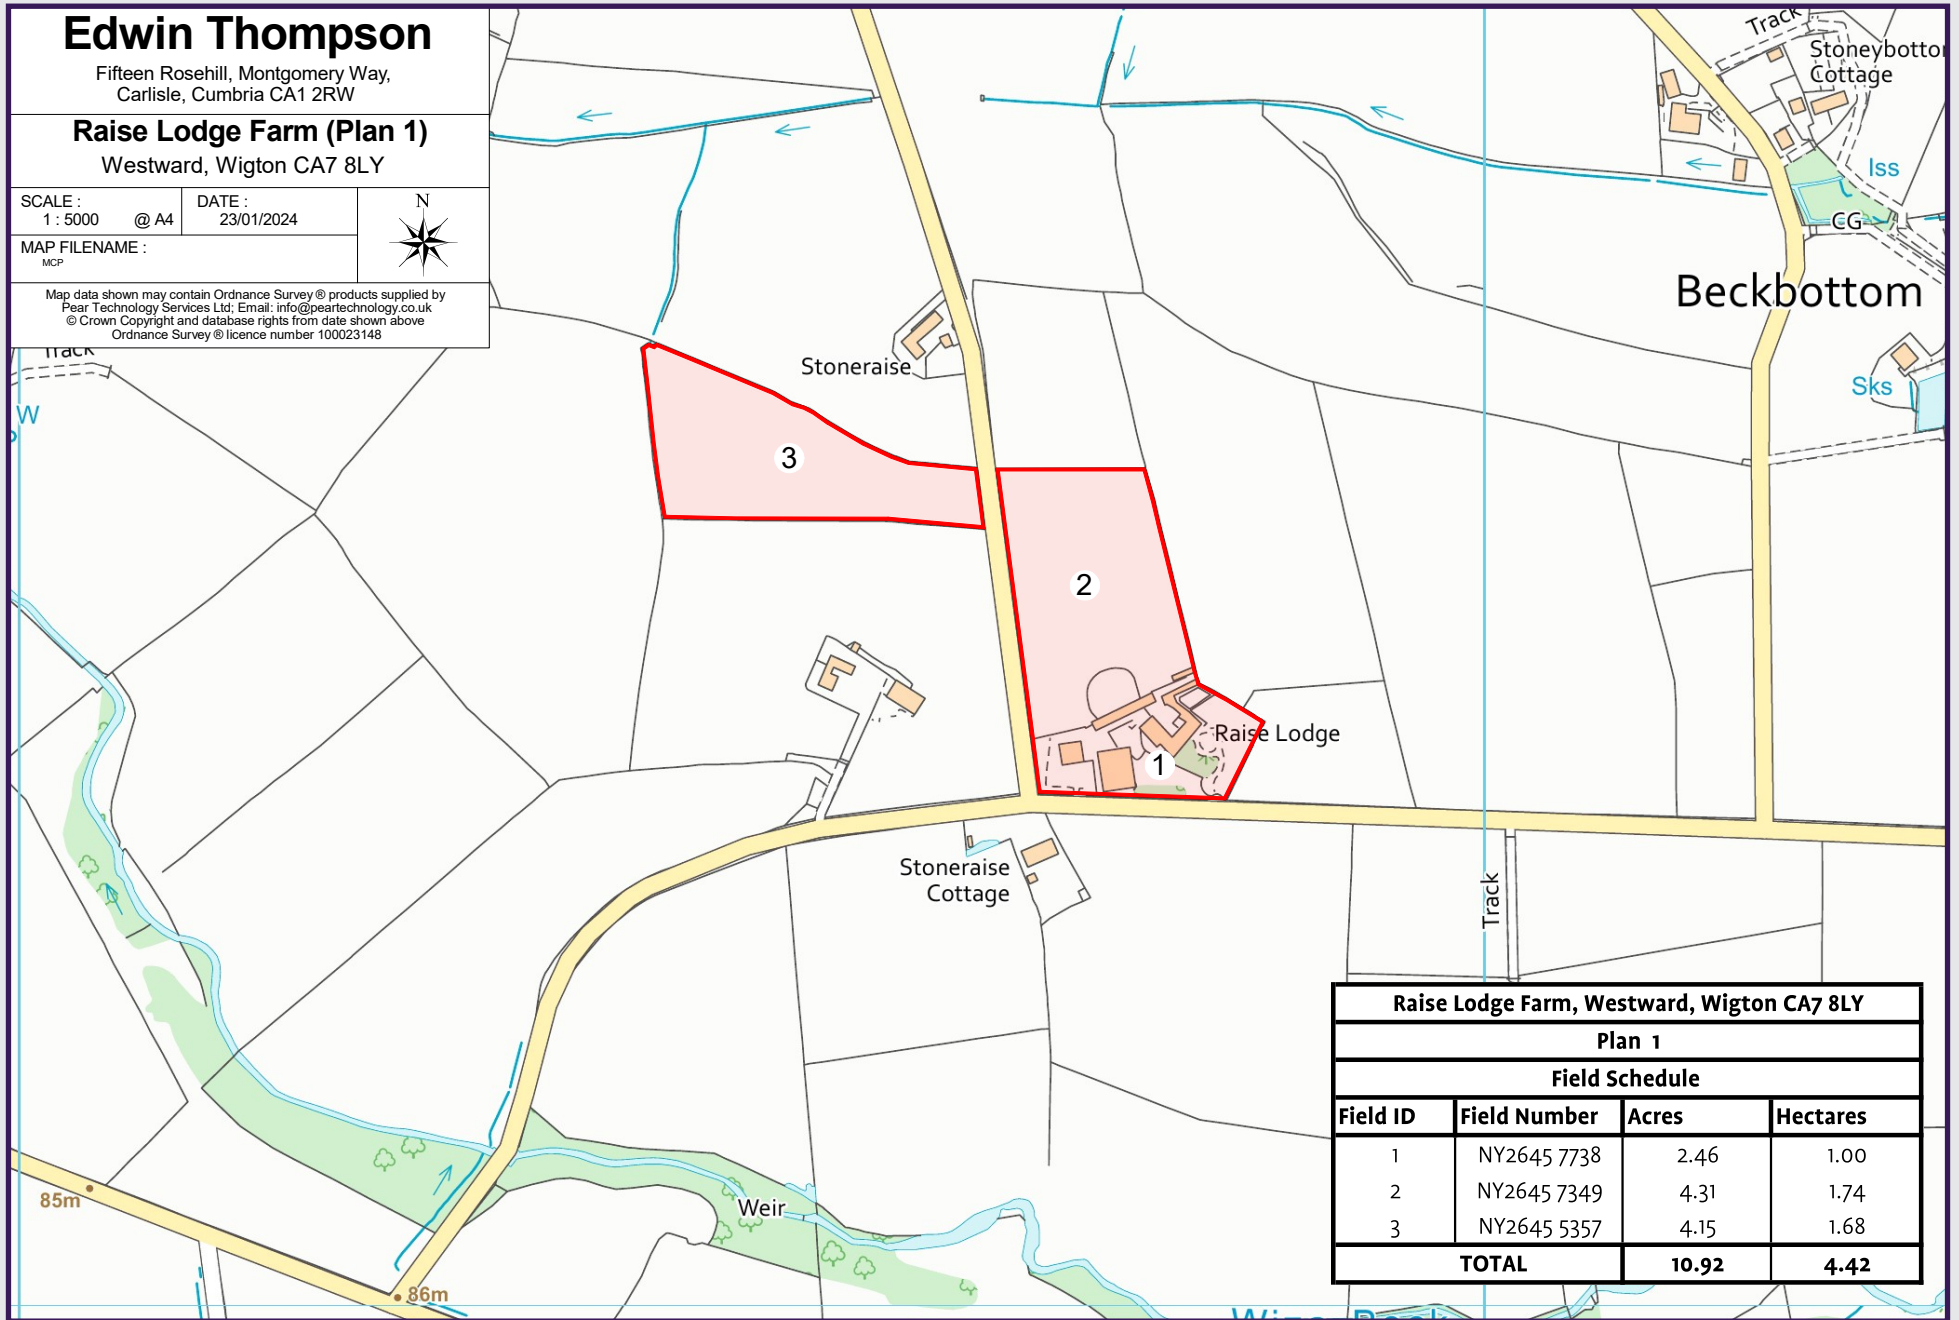 Edwin Thompson
Fifteen Rosehill, Montgomery Way,
Carlisle, Cumbria CA1 2RW
Raise Lodge Farm (Plan 1)
Westward, Wigton CA7 8LY
SCALE :
1 : 5000 @ A4
DATE :
23/01/2024
N
MAP FILENAME :
MCP
Map data shown may contain Ordnance Survey ® products supplied by
Pear Technology Services Ltd; Email: info@peartechnology.co.uk
© Crown Copyright and database rights from date shown above
Ordnance Survey ® licence number 100023148
Track
Track
Stoneybotto
Cottage
Iss
CG
Beckbottom
Stoneraise
Sks
W
3
2
Raise Lodge
1
Stoneraise
Cottage
Track
85m
Weir
86m
Raise Lodge Farm, Westward, Wigton CA7 8LY
Plan 1
Field Schedule
Field ID Field Number Acres Hectares
1 NY2645 7738 2.46 1.00
2 NY2645 7349 4.31 1.74
3 NY2645 5357 4.15 1.68
TOTAL 10.92 4.42